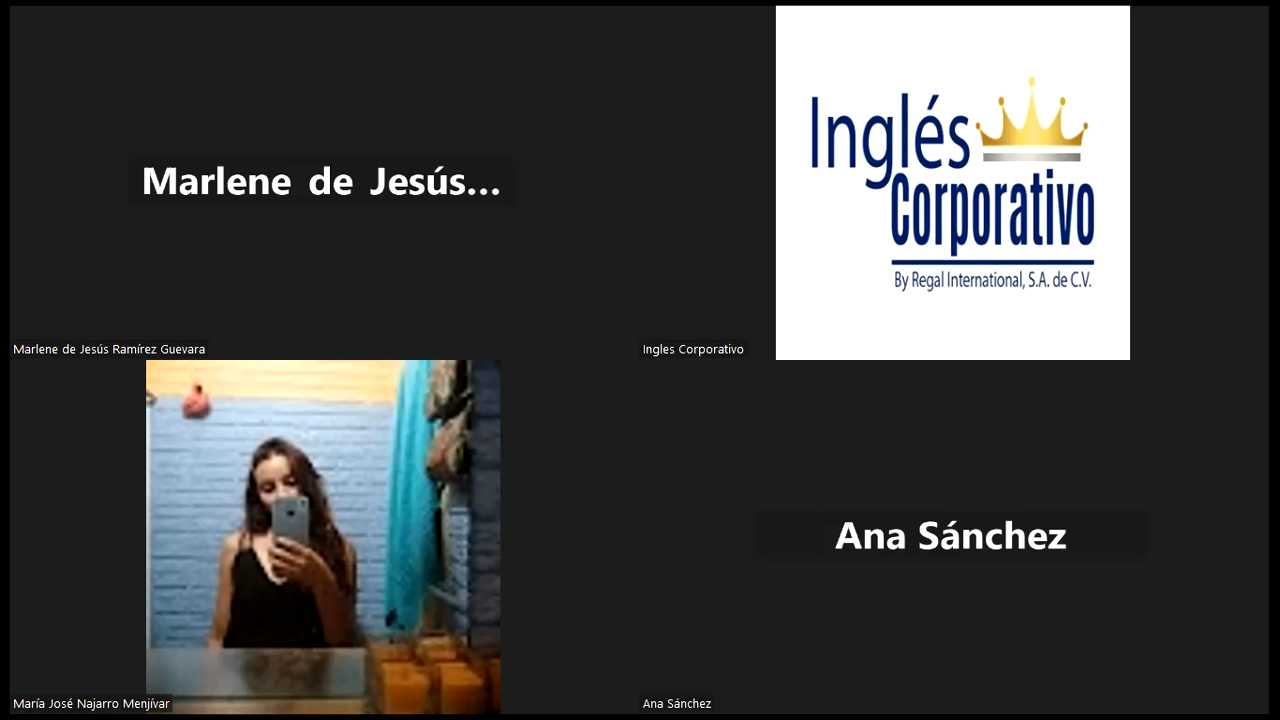 Marlene de Jesús...
Marlene de Jesús Ramírez Guevara
Inglés
Corporativo
By Regal International, S.A. de C.V.
Ingles Corporativo
María José Najarro Menjívar
Ana Sánchez
Ana Sánchez